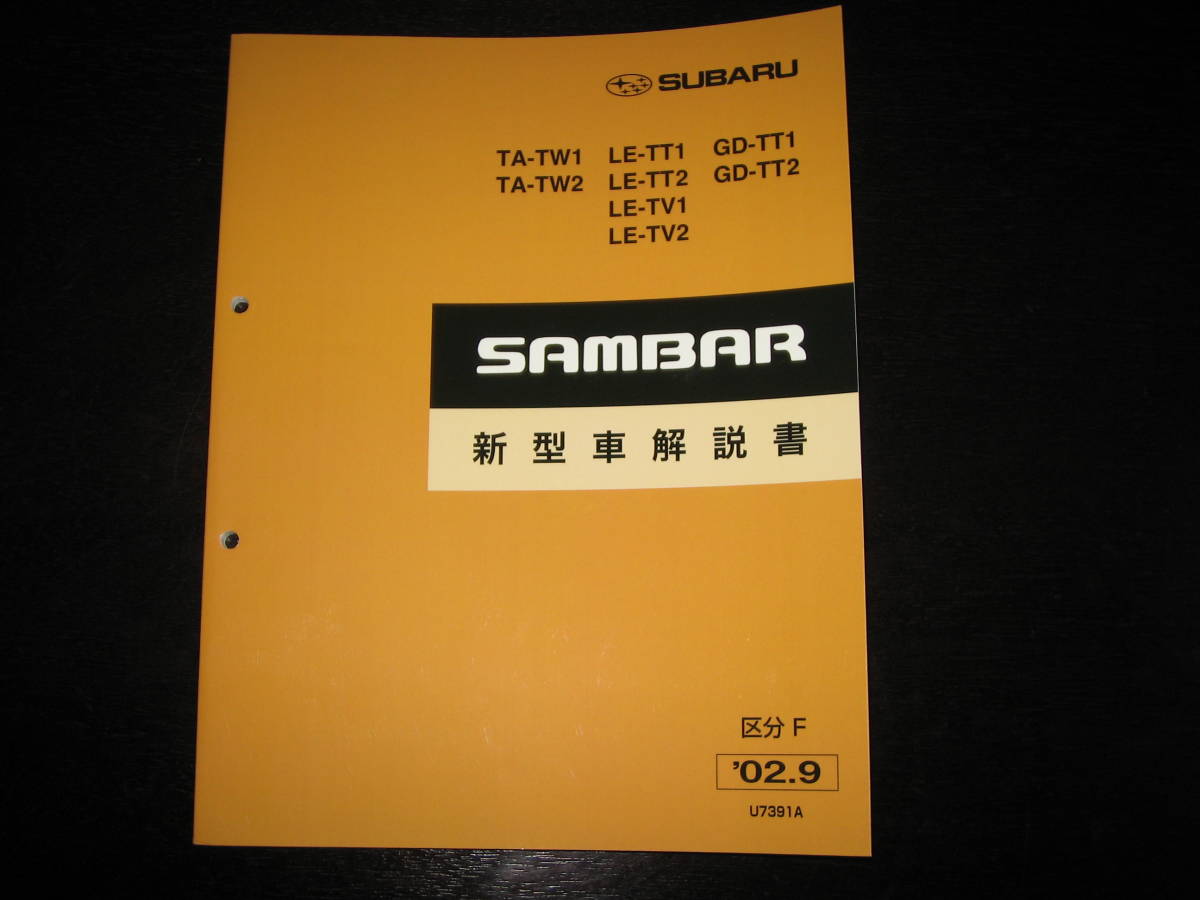 SUBARU
TA-TW1 LE-TT1 GD-TT1
TA-TW2 LE-TT2 GD-TT2
LE-TV1
LE-TV2
SAMBAR
新型車解説書
区分 F
'02.9
U7391A